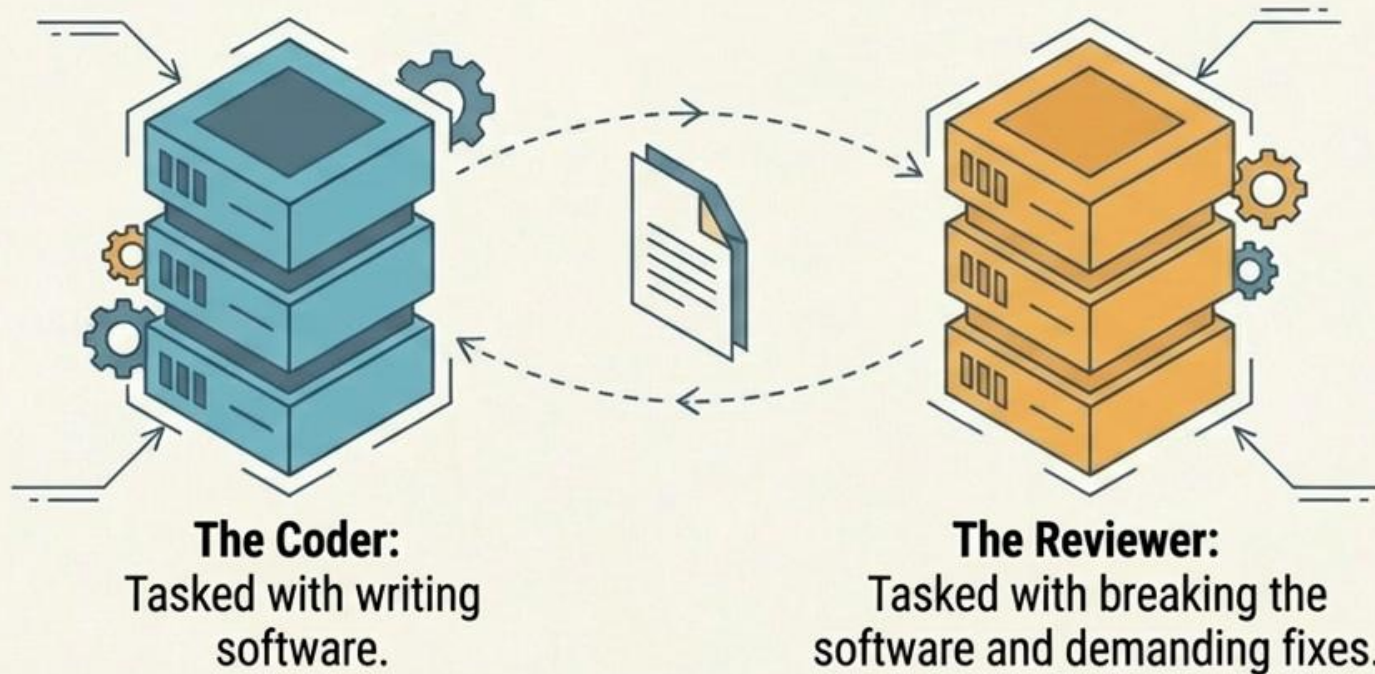 The Coder:
Tasked with writing
software.
The Reviewer:
Tasked with breaking the
software and demanding fixes.